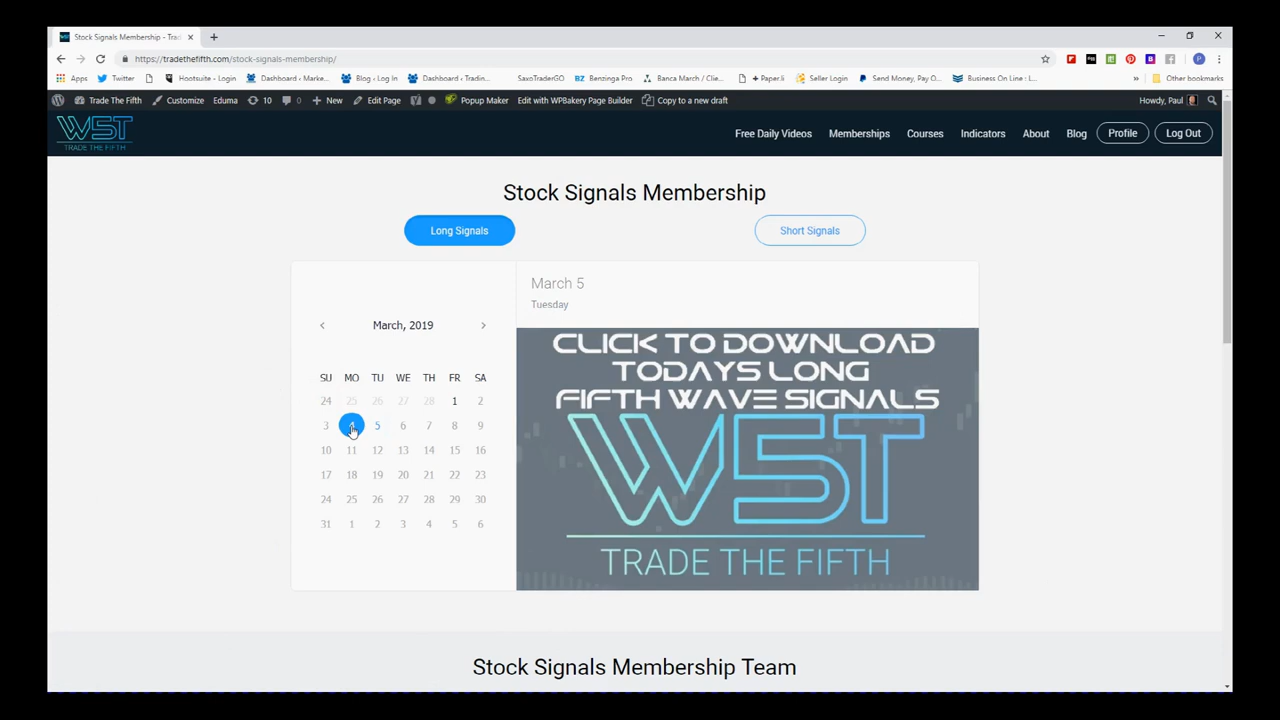 Stock Signals Membership - Trad
https://tradethefifth.com/stock-signals-membership/
Apps Twitter Hootsuite - Login Dashboard ‹ Marke... Blog ‹ Log In Dashboard ‹ Tradin... SaxoTraderGO BZ Benzinga Pro Banca March / Clie... + Paper.li Seller Login Send Money, Pay O... Business On Line : L... » Other bookmarks
Trade The Fifth Customize Eduma 10 0 + New Edit Page Popup Maker Edit with WPBakery Page Builder Copy to a new draft Howdy, Paul
W5T
TRADE THE FIFTH
Free Daily Videos Memberships Courses Indicators About Blog Profile Log Out
Stock Signals Membership
Long Signals Short Signals
March 5
Tuesday
March, 2019
SU MO TU WE TH FR SA
24 25 26 27 28 1 2
3 4 5 6 7 8 9
10 11 12 13 14 15 16
17 18 19 20 21 22 23
24 25 26 27 28 29 30
31 1 2 3 4 5 6
CLICK TO DOWNLOAD
TODAYS LONG
FIFTH WAVE SIGNALS
W5T
TRADE THE FIFTH
Stock Signals Membership Team